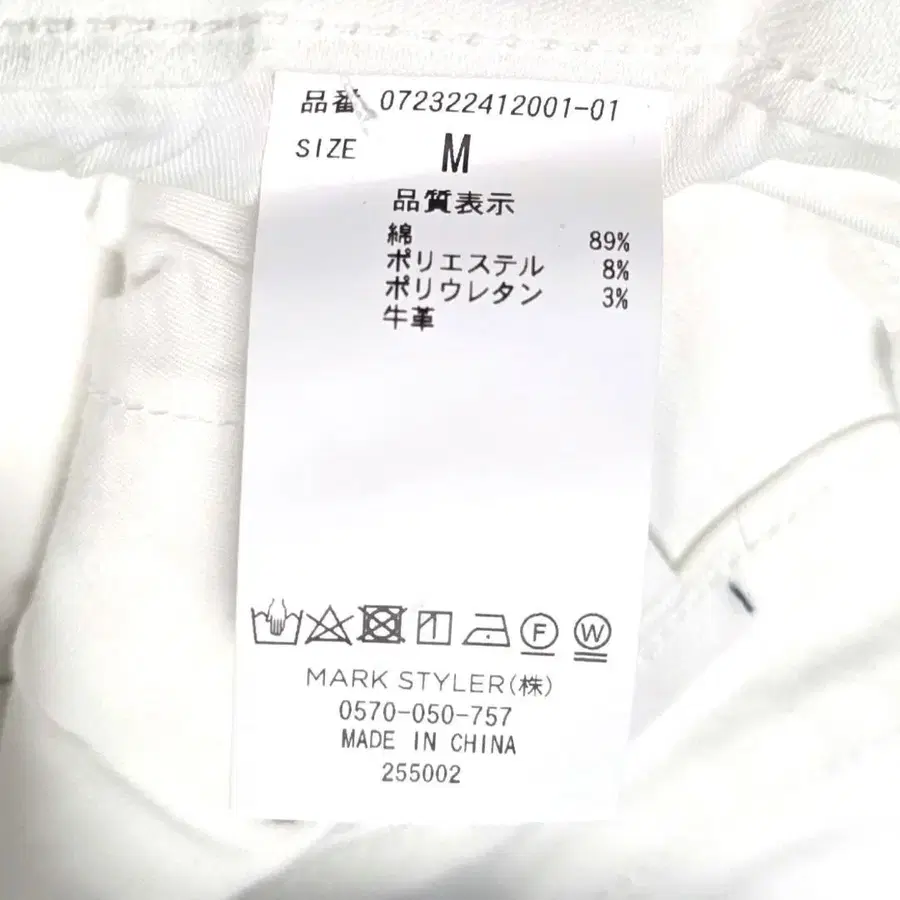 品番 072322412001-01
SIZE M
品質表示
綿 89%
ポリエステル 8%
ポリウレタン 3%
牛革
F W
MARK STYLER(株)
0570-050-757
MADE IN CHINA
255002